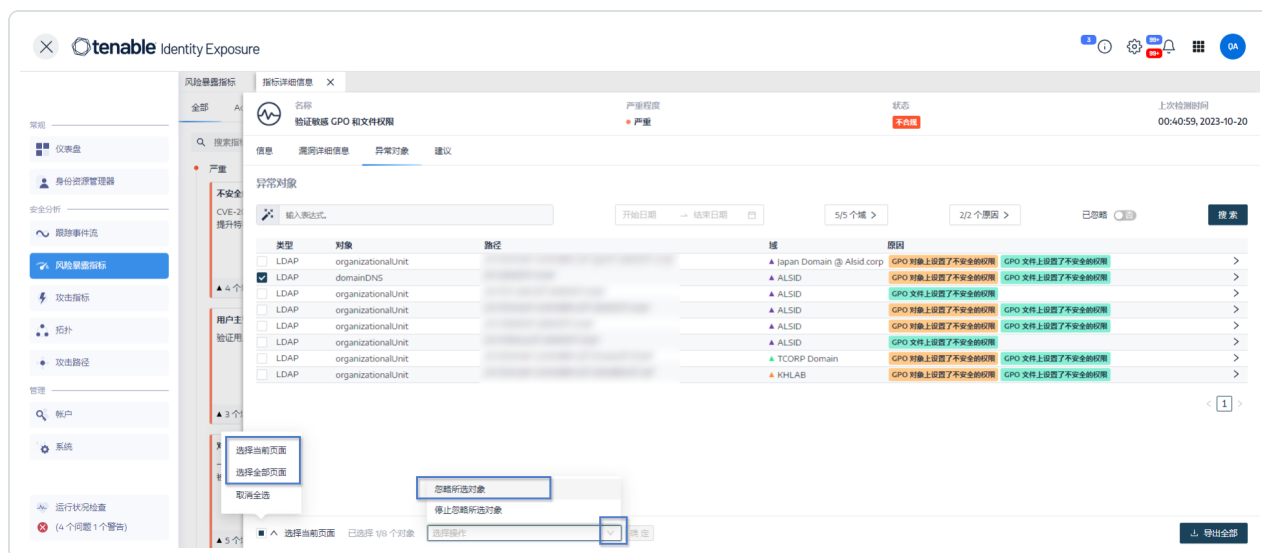 tenable Identity Exposure
3
99+
99+
OA
风险暴露指标
指标详细信息
全部
名称
验证敏感 GPO 和文件权限
严重程度
严重
状态
不合规
上次检测时间
00:40:59, 2023-10-20
常规
仪表盘
身份资源管理器
安全分析
跟踪事件流
风险暴露指标
攻击指标
拓扑
攻击路径
管理
帐户
系统
运行状况检查
(4 个问题 1 个警告)
搜索指
严重
不安全
CVE-2
提升特
▲ 4 个
用户主
验证用
▲ 3 个
▲ 5 个
信息
漏洞详细信息
异常对象
建议
异常对象
输入表达式。
开始日期 → 结束日期
5/5 个域 >
2/2 个原因 >
已忽略
否
搜索
类型 对象 路径 域 原因
LDAP organizationalUnit Japan Domain @ Alsid.corp GPO 对象上设置了不安全的权限 GPO 文件上设置了不安全的权限
LDAP domainDNS ALSID GPO 对象上设置了不安全的权限 GPO 文件上设置了不安全的权限
LDAP organizationalUnit ALSID GPO 文件上设置了不安全的权限
LDAP organizationalUnit ALSID GPO 对象上设置了不安全的权限 GPO 文件上设置了不安全的权限
LDAP organizationalUnit ALSID GPO 对象上设置了不安全的权限 GPO 文件上设置了不安全的权限
LDAP organizationalUnit ALSID GPO 文件上设置了不安全的权限
LDAP organizationalUnit TCORP Domain GPO 对象上设置了不安全的权限 GPO 文件上设置了不安全的权限
LDAP organizationalUnit KHLAB GPO 对象上设置了不安全的权限 GPO 文件上设置了不安全的权限
< 1 >
选择当前页面
选择全部页面
取消全选
忽略所选对象
停止忽略所选对象
选择当前页面
已选择 1/8 个对象
选择操作
确定
导出全部